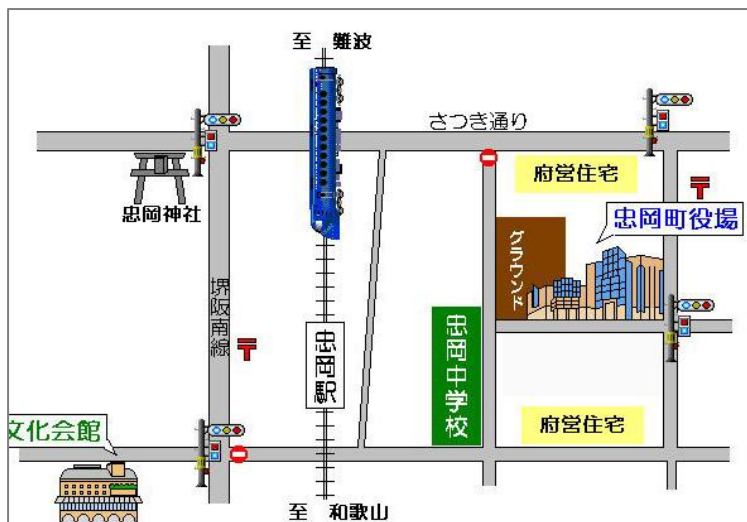 至 難波
さつき通り
府営住宅
忠岡神社
忠岡町役場
グラウンド
堺阪南線
忠岡駅
忠岡中学校
府営住宅
文化会館
至 和歌山